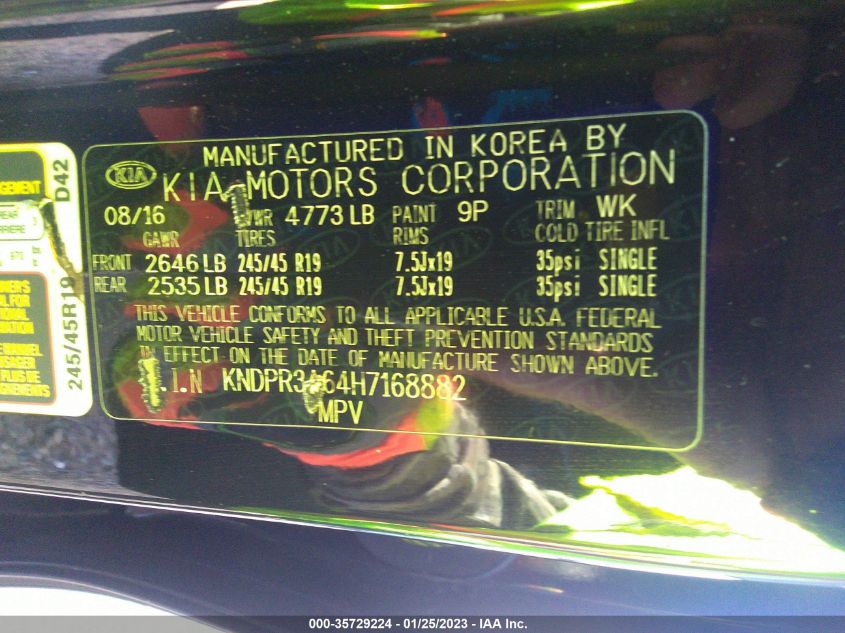 MANUFACTURED IN KOREA BY
KIA KIA MOTORS CORPORATION
08/16 GVWR 4773 LB PAINT 9P TRIM WK
GAWR TIRES RIMS COLD TIRE INFL
FRONT 2646 LB 245/45 R19 7.5Jx19 35psi SINGLE
REAR 2535 LB 245/45 R19 7.5Jx19 35psi SINGLE
THIS VEHICLE CONFORMS TO ALL APPLICABLE U.S.A. FEDERAL
MOTOR VEHICLE SAFETY AND THEFT PREVENTION STANDARDS
IN EFFECT ON THE DATE OF MANUFACTURE SHOWN ABOVE.
.I.N KNDPR3A64H7168882
MPV
D42
245/45R19
000-35729224 - 01/25/2023 - IAA Inc.